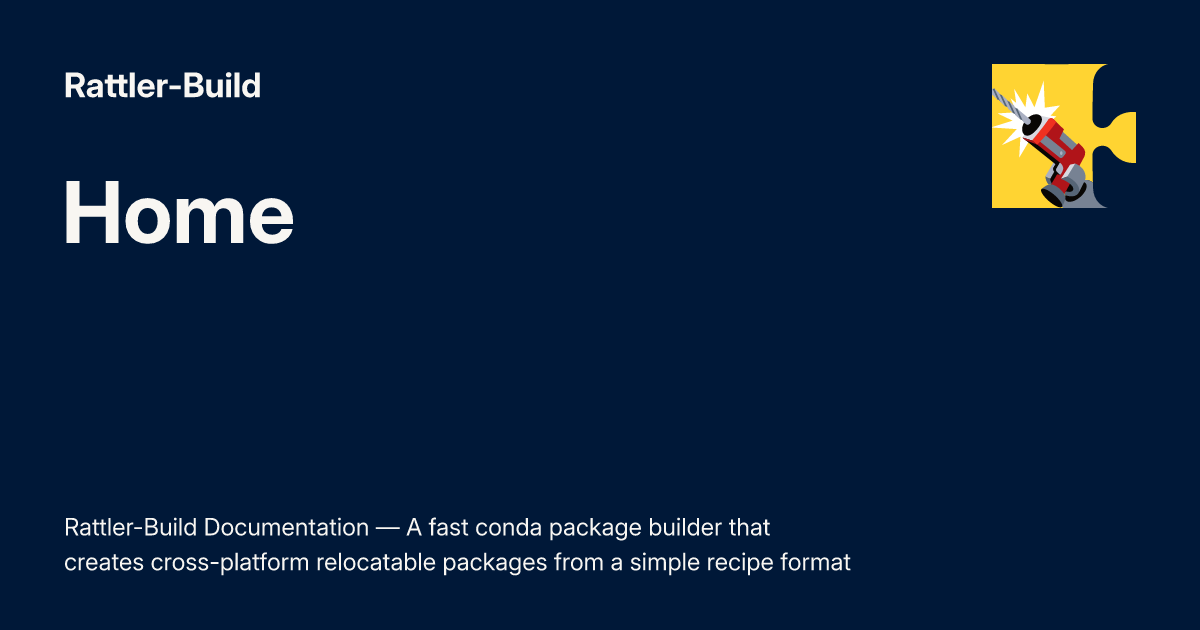 Rattler-Build
Home
Rattler-Build Documentation — A fast conda package builder that
creates cross-platform relocatable packages from a simple recipe format